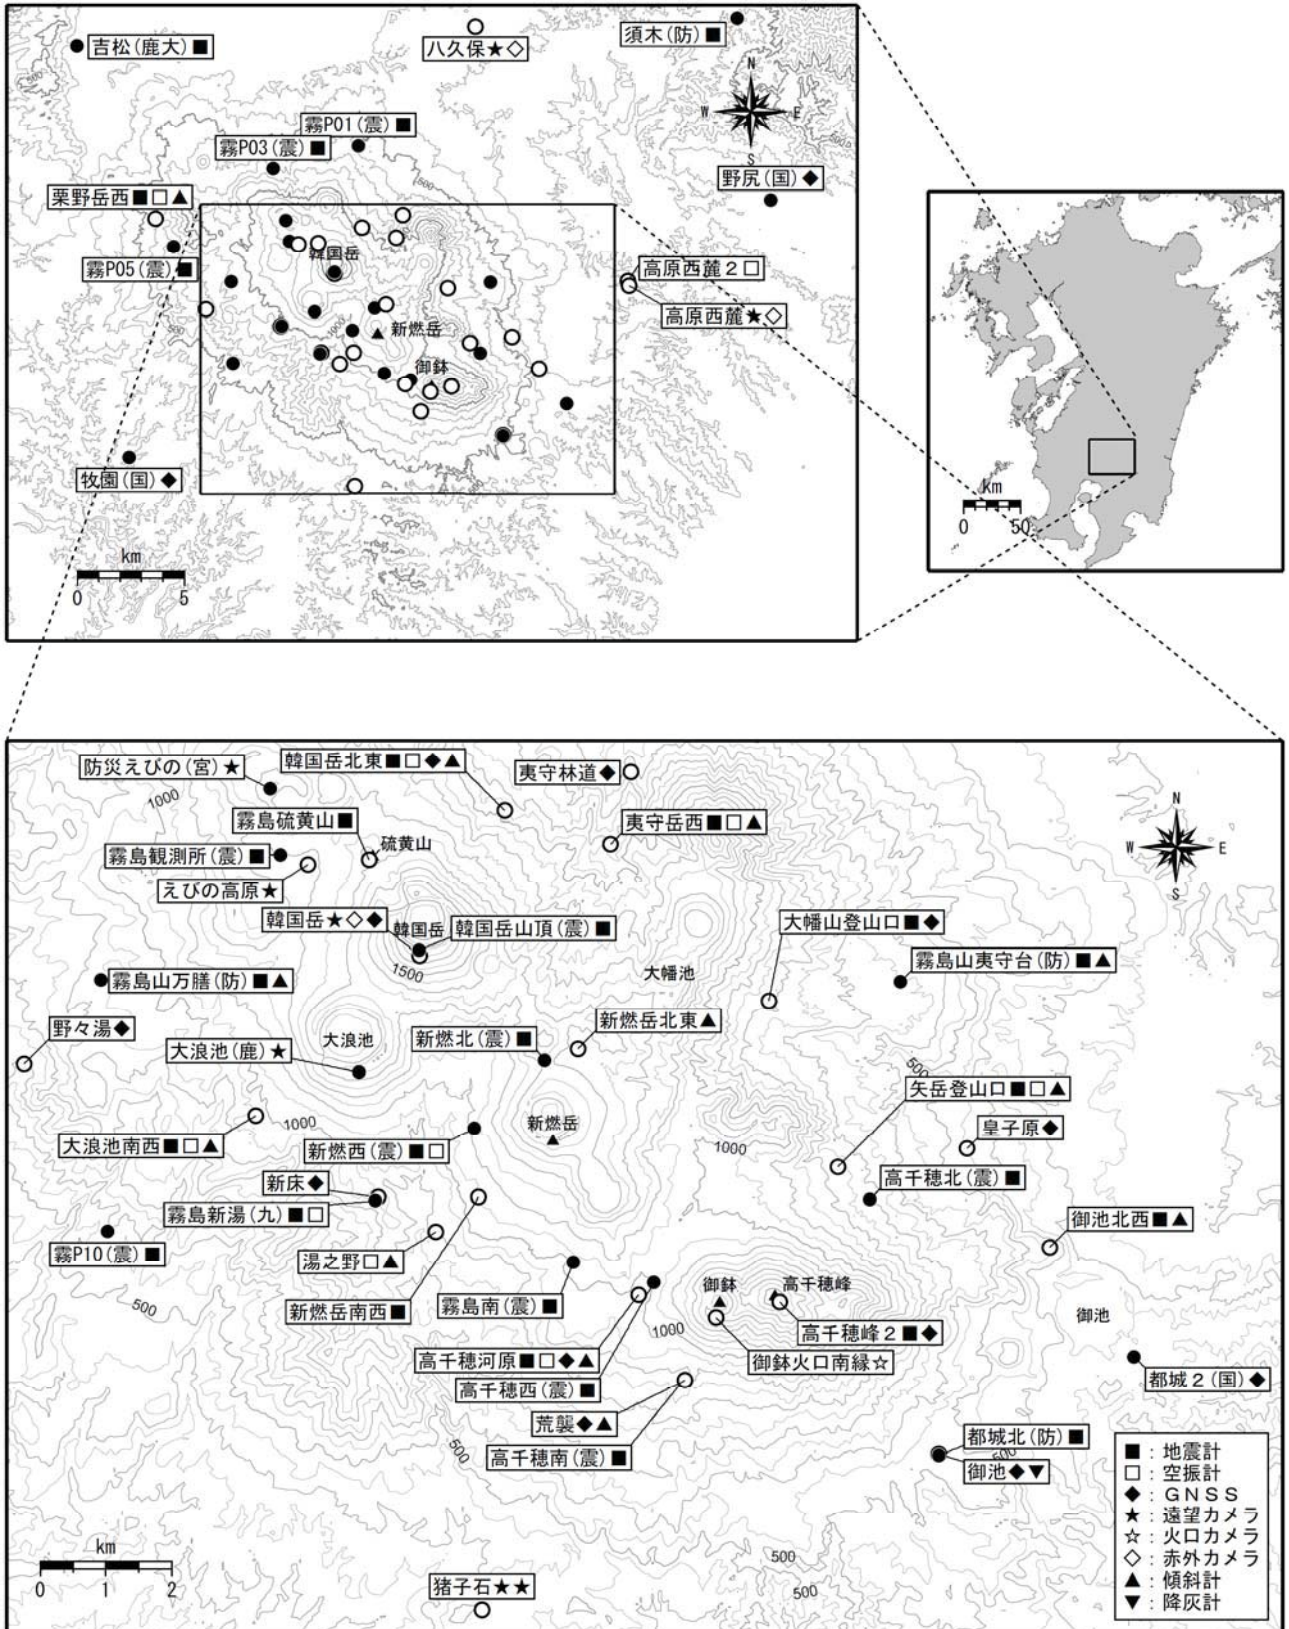 吉松(鹿大)■
八久保★◇
須木(防)■
N
W
E
S
霧P01(震)■
霧P03(震)■
野尻(国)◆
栗野岳西■□▲
霧P05(震)■
韓国岳
高原西麓2□
高原西麓★◇
新燃岳
御鉢
牧園(国)◆
500
500
500
1000
km
0 5
km
0 50
防災えびの(宮)★
韓国岳北東■□◆▲
夷守林道◆
1000
霧島硫黄山■
硫黄山
夷守岳西■□▲
N
W
E
S
霧島観測所(震)■
えびの高原★
韓国岳★◇◆
韓国岳
韓国岳山頂(震)■
大幡山登山口■◆
1500
大幡池
霧島山夷守台(防)■▲
霧島山万膳(防)■▲
野々湯◆
大浪池
新燃岳北東▲
新燃北(震)■
大浪池(鹿)★
500
矢岳登山口■□▲
1000
新燃岳
皇子原◆
大浪池南西■□▲
新燃西(震)■□
1000
高千穂北(震)■
新床◆
霧島新湯(九)■□
御池北西■▲
霧P10(震)■
湯之野□▲
新燃岳南西■
霧島南(震)■
御鉢
高千穂峰
御池
500
1000
高千穂峰2■◆
高千穂河原■□◆▲
御鉢火口南縁☆
高千穂西(震)■
都城2(国)◆
荒襲◆▲
高千穂南(震)■
500
都城北(防)■
500
御池◆▼
■：地震計
□：空振計
◆：GNSS
★：遠望カメラ
☆：火口カメラ
◇：赤外カメラ
▲：傾斜計
▼：降灰計
km
0 1 2
500
500
猪子石★★